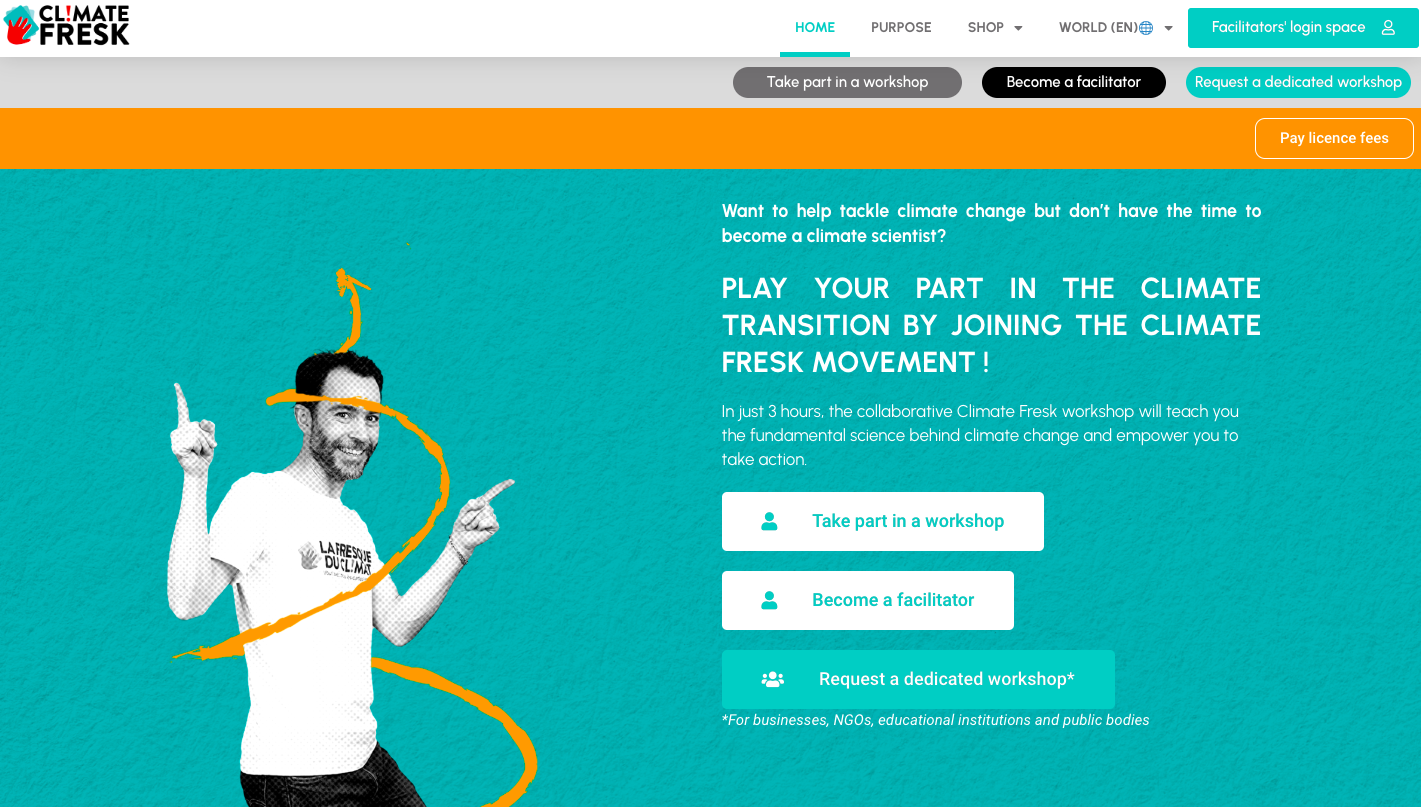 CL!MATE
FRESK
HOME
PURPOSE
SHOP
WORLD (EN)
Facilitators' login space
Take part in a workshop
Become a facilitator
Request a dedicated workshop
Pay licence fees
Want to help tackle climate change but don't have the time to
become a climate scientist?
PLAY YOUR PART IN THE CLIMATE
TRANSITION BY JOINING THE CLIMATE
FRESK MOVEMENT !
In just 3 hours, the collaborative Climate Fresk workshop will teach you
the fundamental science behind climate change and empower you to
take action.
Take part in a workshop
Become a facilitator
Request a dedicated workshop*
*For businesses, NGOs, educational institutions and public bodies
LA FRESQUE
DU CL!MAT